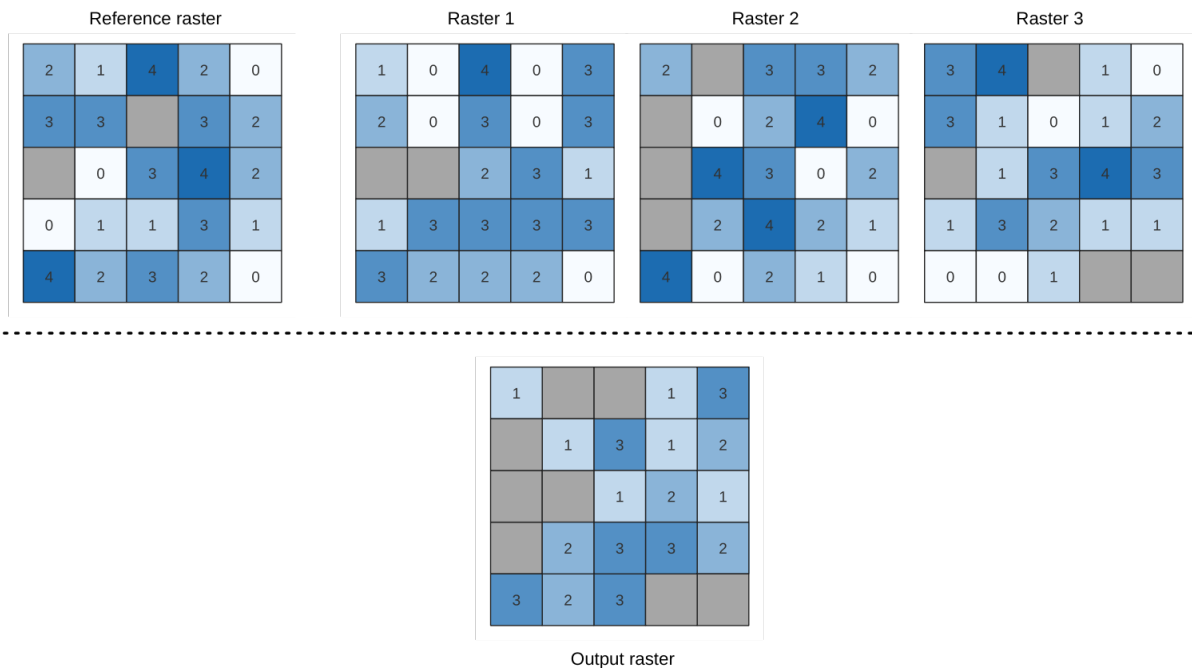 Reference raster Raster 1 Raster 2 Raster 3
2 1 4 2 0 1 0 4 0 3 2 3 3 2 3 4 1 0
3 3 3 2 2 0 3 0 3 0 2 4 0 3 1 0 1 2
0 3 4 2 2 3 1 4 3 0 2 1 3 4 3
0 1 1 3 1 1 3 3 3 3 2 4 2 1 1 3 2 1 1
4 2 3 2 0 3 2 2 2 0 4 0 2 1 0 0 0 1
1 1 3
1 3 1 2
1 2 1
2 3 3 2
3 2 3
Output raster